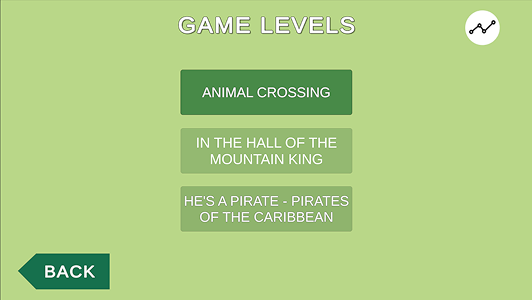 GAME LEVELS
ANIMAL CROSSING
IN THE HALL OF THE
MOUNTAIN KING
HE'S A PIRATE - PIRATES
OF THE CARIBBEAN
BACK